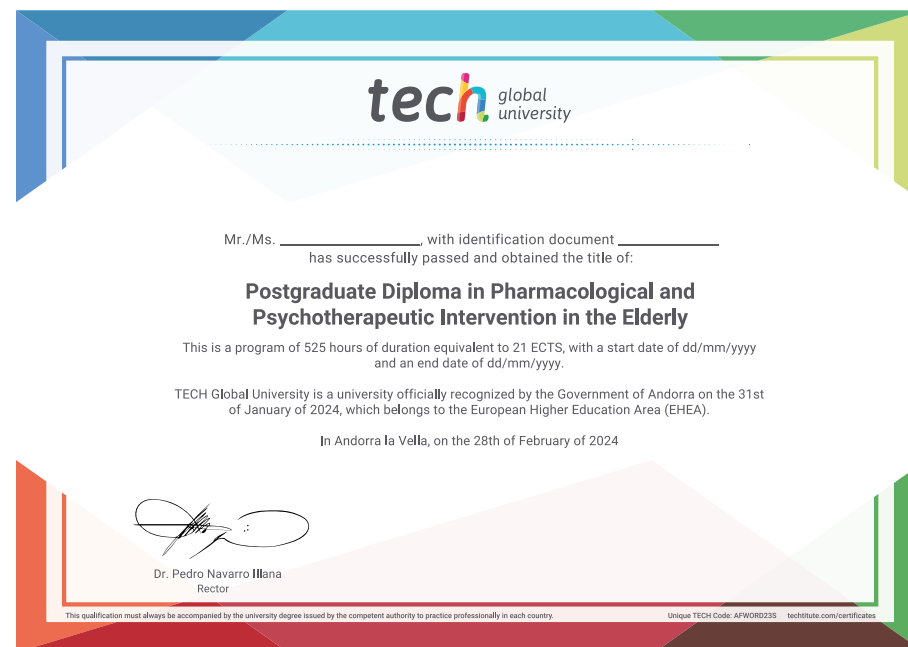 tech global university
Mr./Ms. ____________________, with identification document ______________
has successfully passed and obtained the title of:
Postgraduate Diploma in Pharmacological and
Psychotherapeutic Intervention in the Elderly
This is a program of 525 hours of duration equivalent to 21 ECTS, with a start date of dd/mm/yyyy
and an end date of dd/mm/yyyy.
TECH Global University is a university officially recognized by the Government of Andorra on the 31st
of January of 2024, which belongs to the European Higher Education Area (EHEA).
In Andorra la Vella, on the 28th of February of 2024
Dr. Pedro Navarro Illana
Rector
This qualification must always be accompanied by the university degree issued by the competent authority to practice professionally in each country.
Unique TECH Code: AFWORD23S techtitute.com/certificates